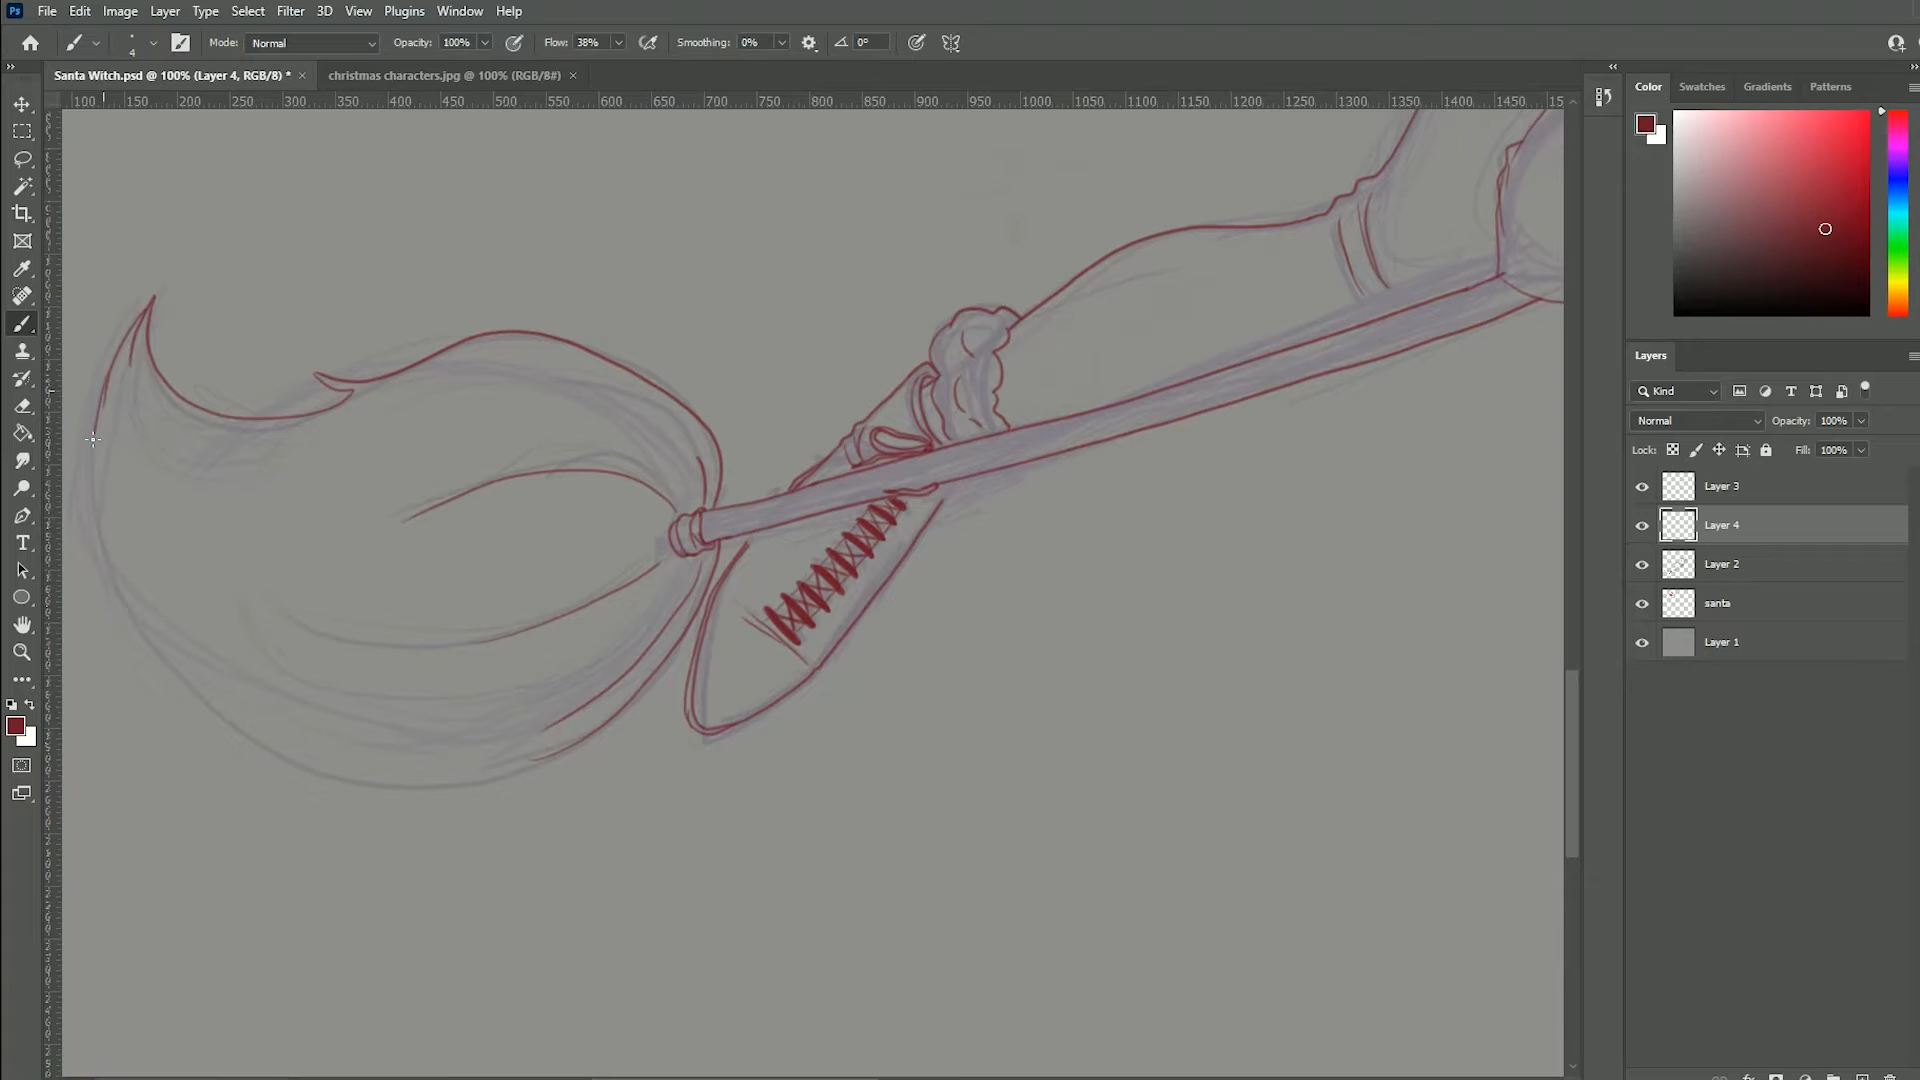 Ps File Edit Image Layer Type Select Filter 3D View Plugins Window Help
4 Mode: Normal Opacity: 100% Flow: 38% Smoothing: 0% 0°
Santa Witch.psd @ 100% (Layer 4, RGB/8) * christmas characters.jpg @ 100% (RGB/8#)
100 150 200 250 300 350 400 450 500 550 600 650 700 750 800 850 900 950 1000 1050 1100 1150 1200 1250 1300 1350 1400 1450 1500 15
Color Swatches Gradients Patterns
Layers
Kind
Normal Opacity: 100%
Lock: Fill: 100%
Layer 3
Layer 4
Layer 2
santa
Layer 1